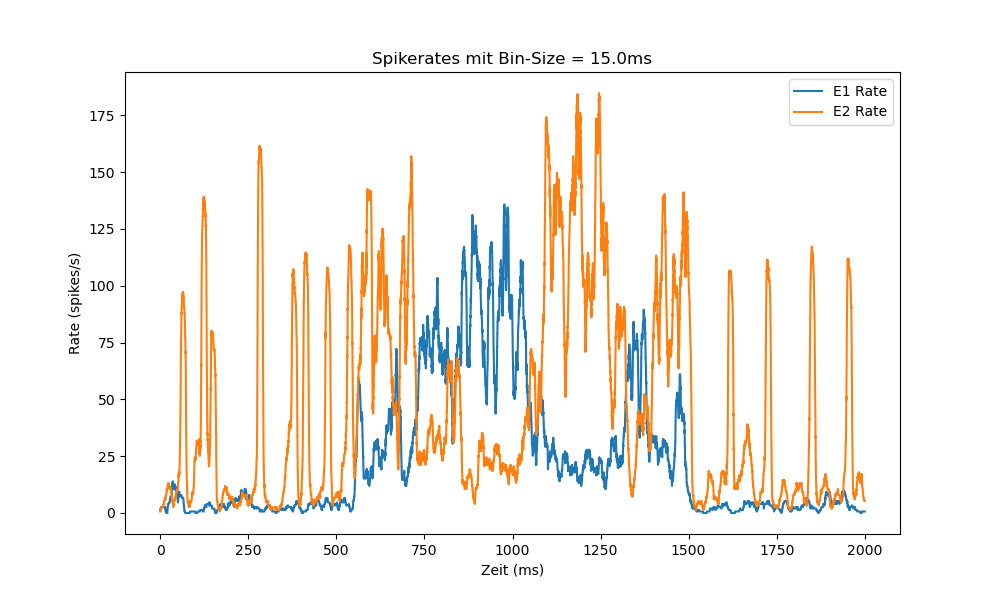 Spikerates mit Bin-Size = 15.0ms
E1 Rate
E2 Rate
Rate (spikes/s)
175
150
125
100
75
50
25
0
0 250 500 750 1000 1250 1500 1750 2000
Zeit (ms)